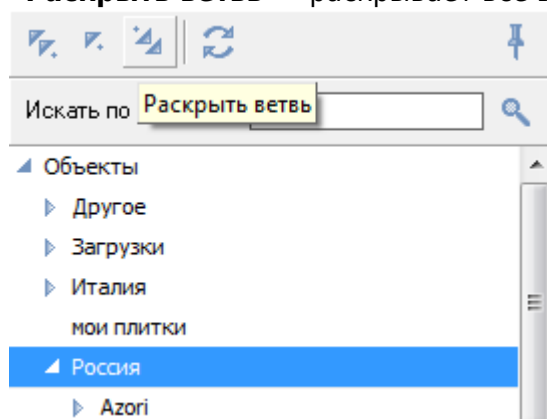 Искать по
Раскрыть ветвь
Объекты
Другое
Загрузки
Италия
мои плитки
Россия
Azori